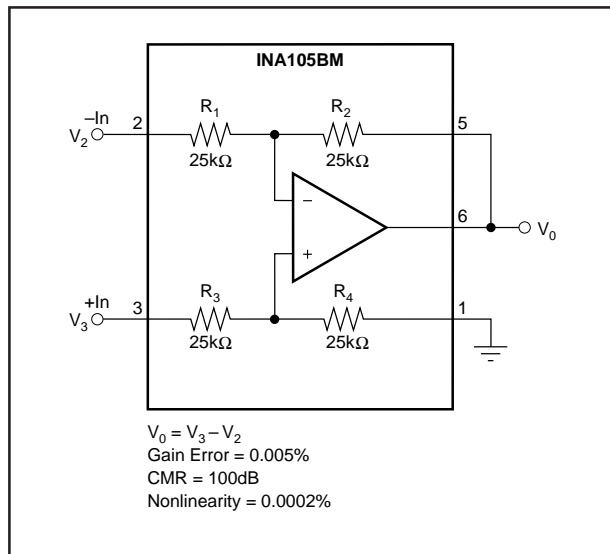 INA105BM
–In
V2
2
R1
25kΩ
R2
25kΩ
5
–
+
6
V0
+In
V3
3
R3
25kΩ
R4
25kΩ
1
V0 = V3 – V2
Gain Error = 0.005%
CMR = 100dB
Nonlinearity = 0.0002%